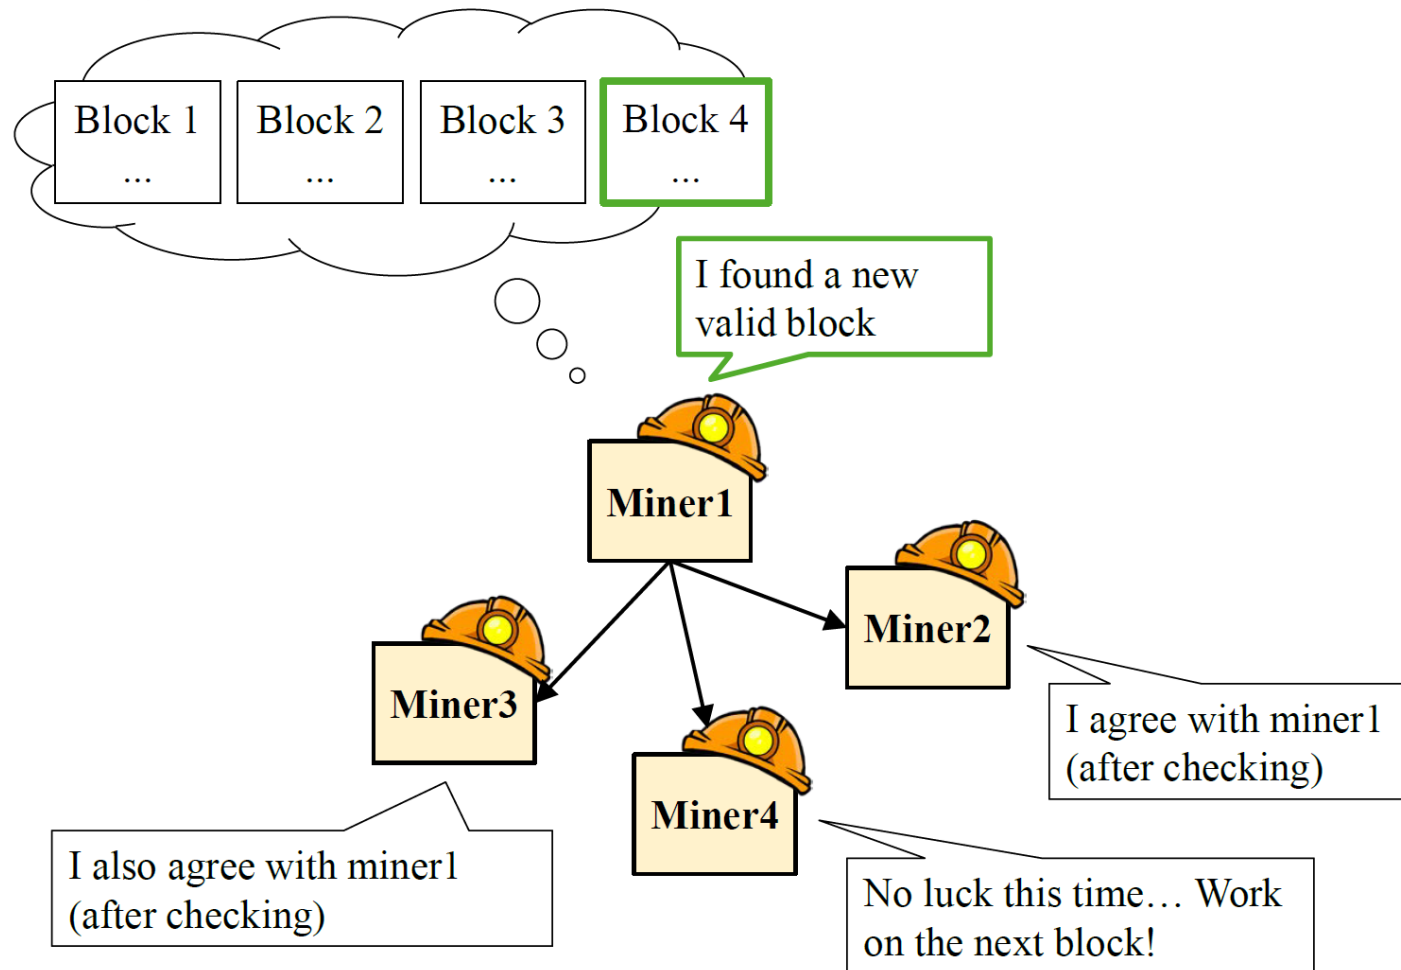 Block 1
...
Block 2
...
Block 3
...
Block 4
...
I found a new
valid block
Miner1
Miner2
Miner3
Miner4
I agree with miner1
(after checking)
I also agree with miner1
(after checking)
No luck this time… Work
on the next block!